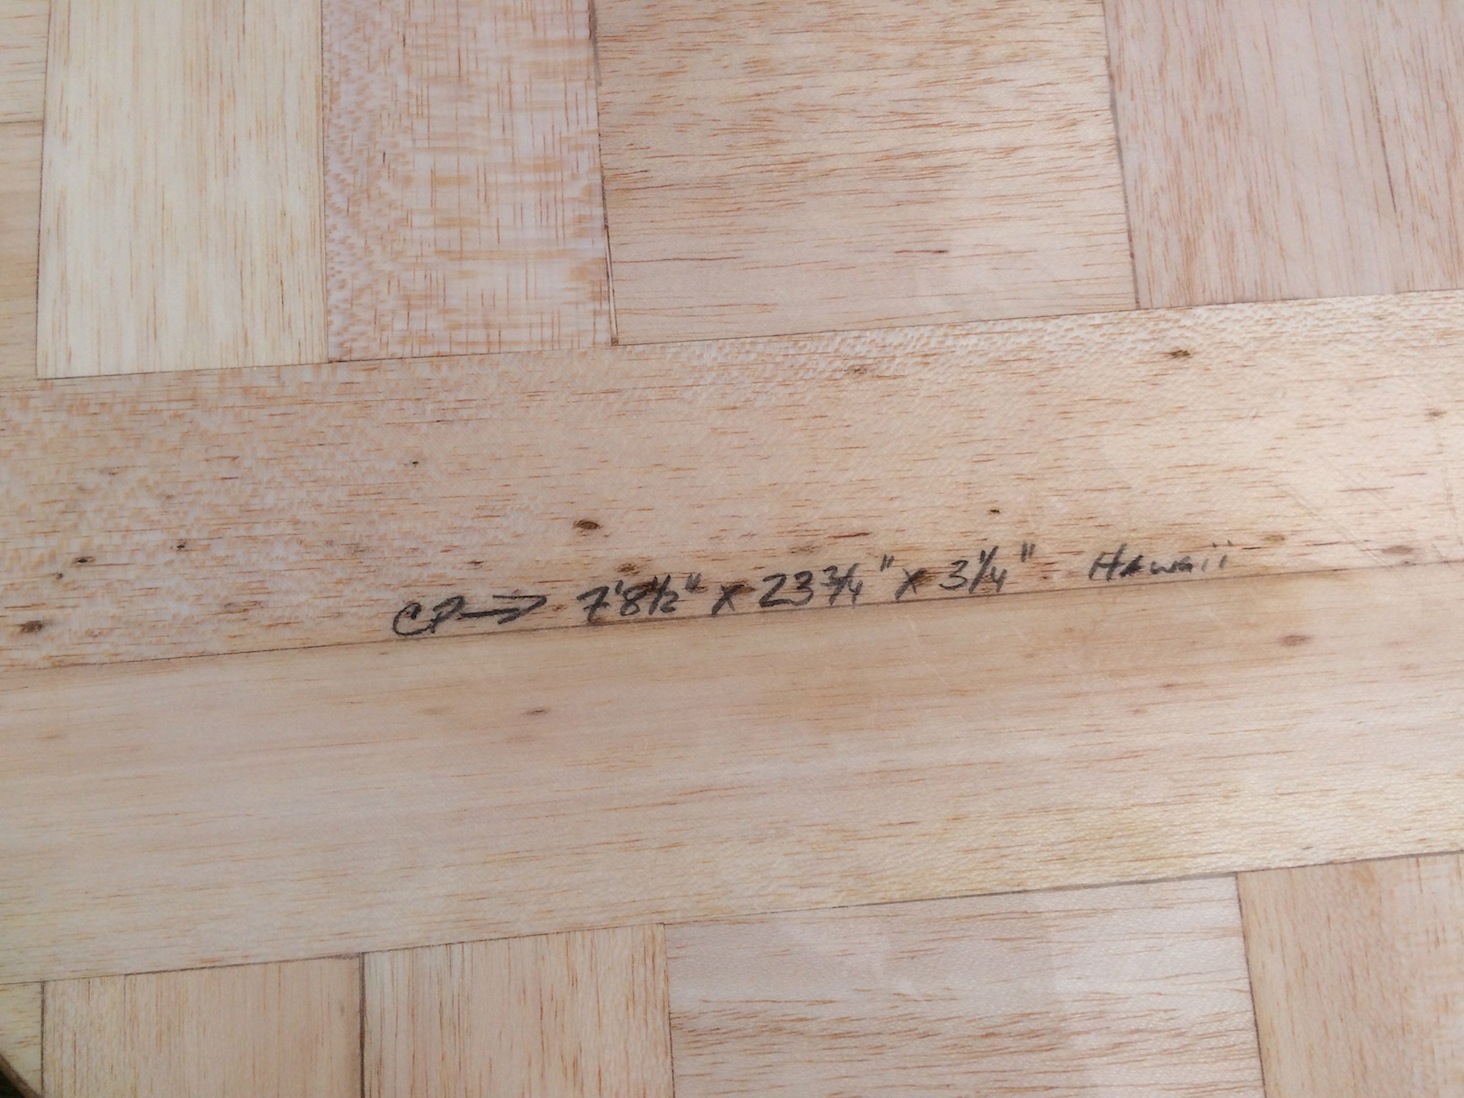 CP→ 7'8½" x 23¾" x 3¼" Hawaii